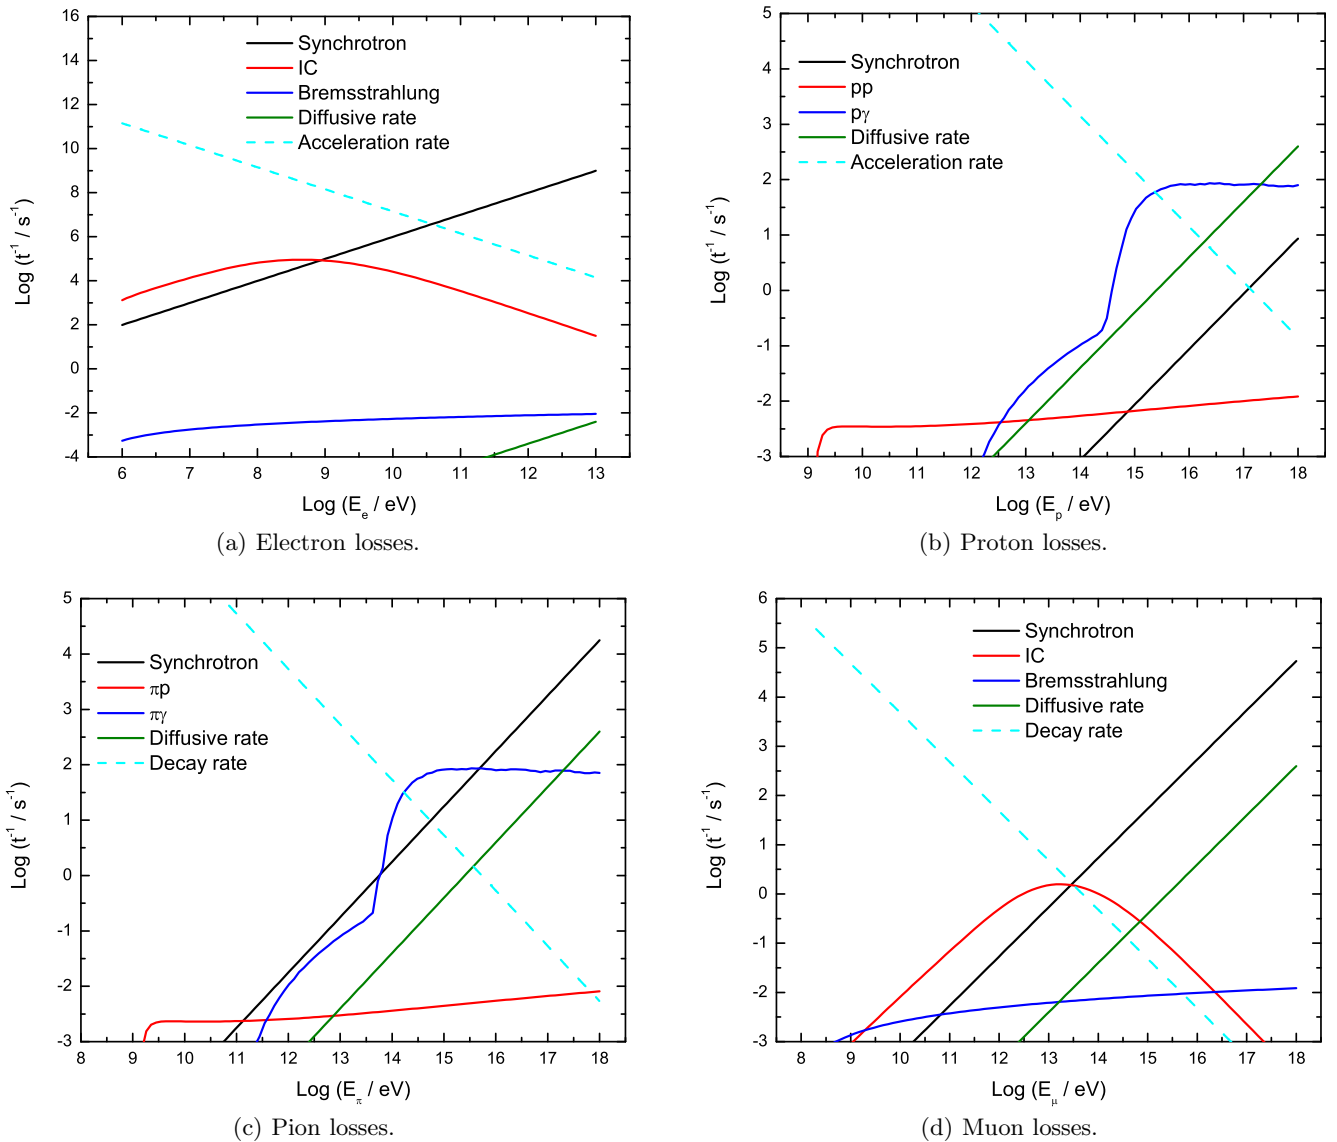 16
14
12
10
8
6
4
2
0
-2
-4
Log (t⁻¹ / s⁻¹)
Synchrotron
IC
Bremsstrahlung
Diffusive rate
Acceleration rate
6 7 8 9 10 11 12 13
Log (Eₑ / eV)
(a) Electron losses.
5
4
3
2
1
0
-1
-2
-3
Log (t⁻¹ / s⁻¹)
Synchrotron
pp
pγ
Diffusive rate
Acceleration rate
9 10 11 12 13 14 15 16 17 18
Log (Eₚ / eV)
(b) Proton losses.
5
4
3
2
1
0
-1
-2
-3
Log (t⁻¹ / s⁻¹)
Synchrotron
πp
πγ
Diffusive rate
Decay rate
8 9 10 11 12 13 14 15 16 17 18
Log (E_π / eV)
(c) Pion losses.
6
5
4
3
2
1
0
-1
-2
-3
Log (t⁻¹ / s⁻¹)
Synchrotron
IC
Bremsstrahlung
Diffusive rate
Decay rate
8 9 10 11 12 13 14 15 16 17 18
Log (E_μ / eV)
(d) Muon losses.